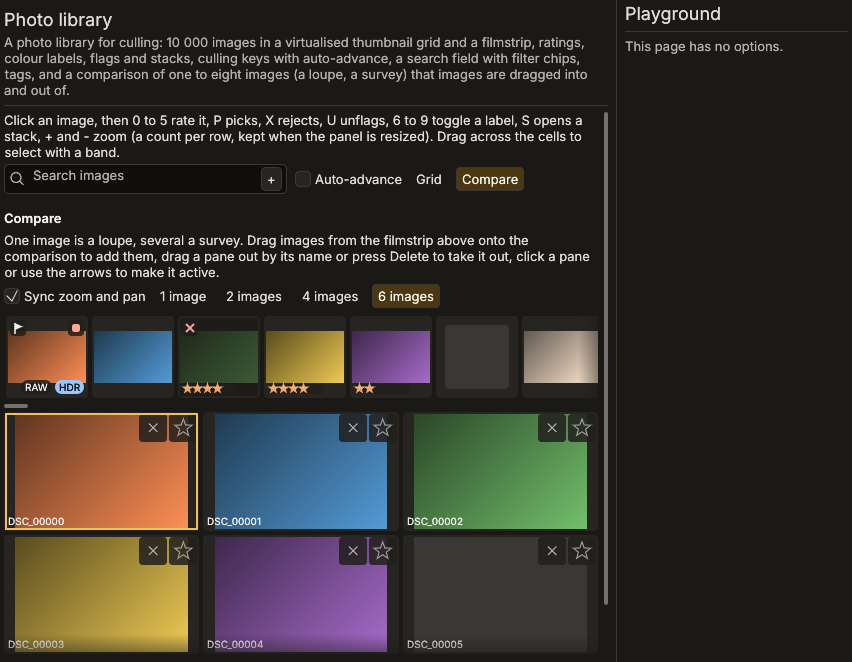 Photo library
A photo library for culling: 10 000 images in a virtualised thumbnail grid and a filmstrip, ratings,
colour labels, flags and stacks, culling keys with auto-advance, a search field with filter chips,
tags, and a comparison of one to eight images (a loupe, a survey) that images are dragged into
and out of.
Click an image, then 0 to 5 rate it, P picks, X rejects, U unflags, 6 to 9 toggle a label, S opens a
stack, + and - zoom (a count per row, kept when the panel is resized). Drag across the cells to
select with a band.
Search images + Auto-advance Grid Compare
Compare
One image is a loupe, several a survey. Drag images from the filmstrip above onto the
comparison to add them, drag a pane out by its name or press Delete to take it out, click a pane
or use the arrows to make it active.
Sync zoom and pan 1 image 2 images 4 images 6 images
RAW HDR
DSC_00000 DSC_00001 DSC_00002
DSC_00003 DSC_00004 DSC_00005
Playground
This page has no options.